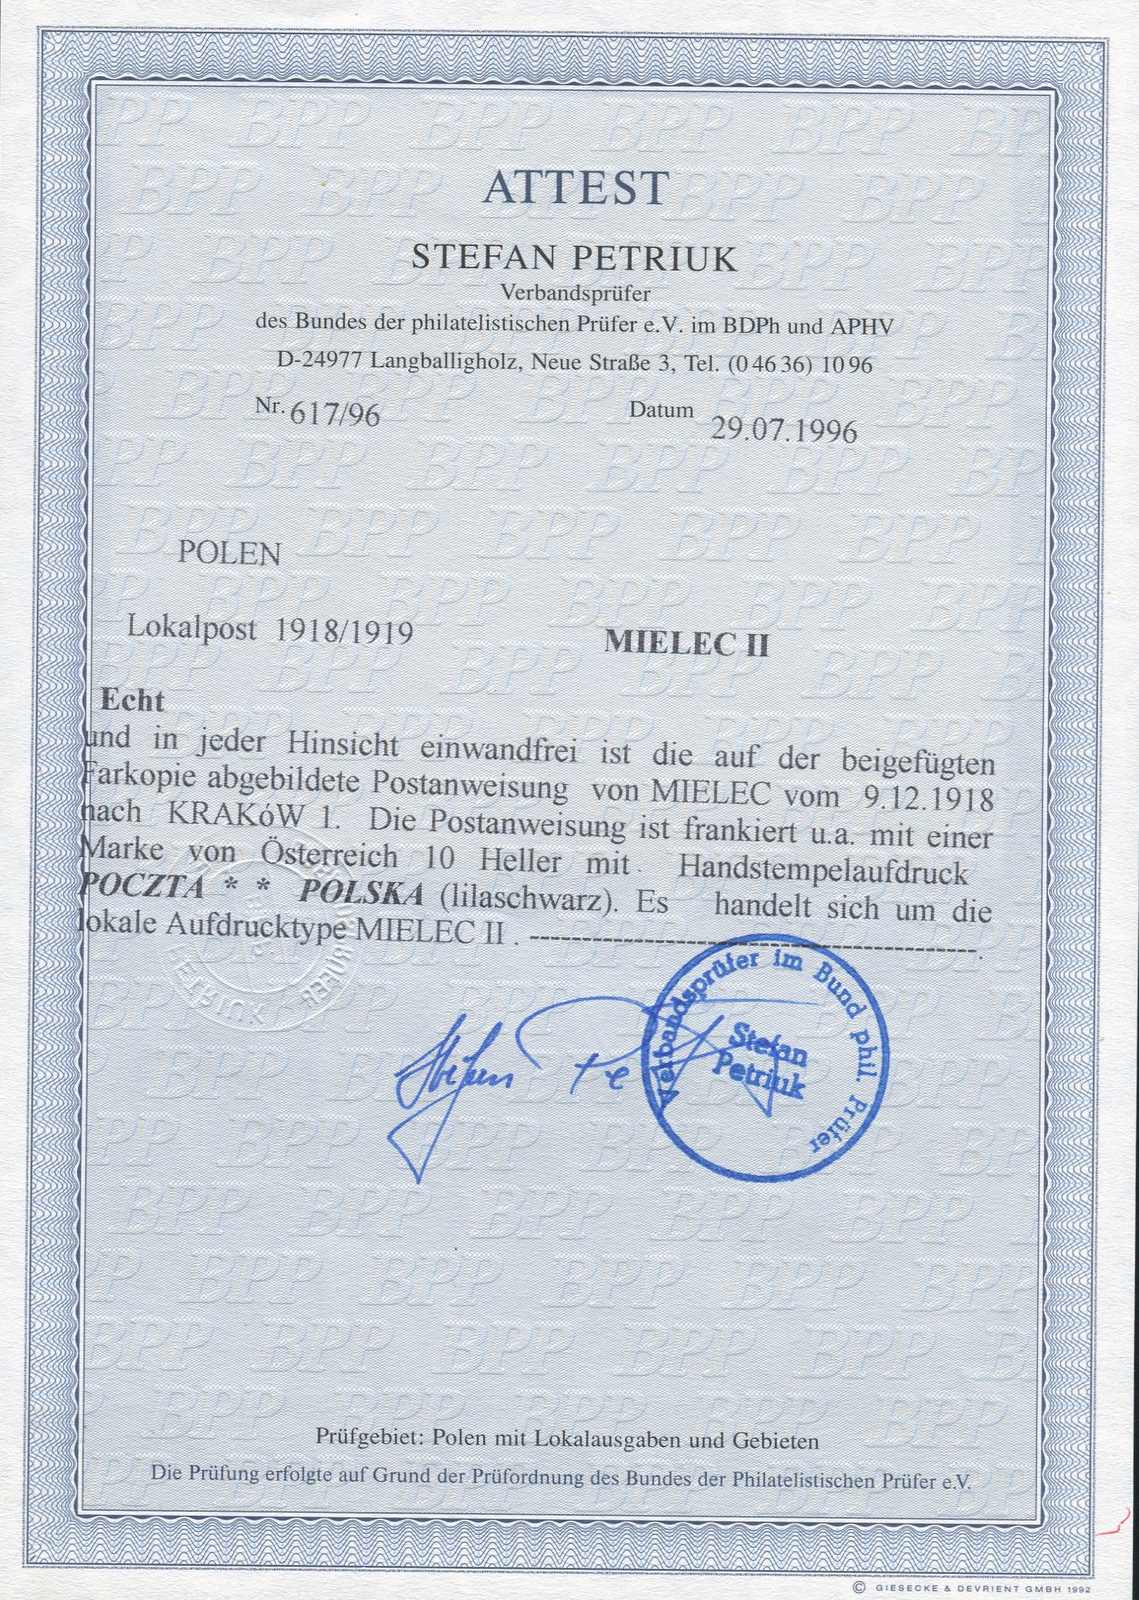 ATTEST
STEFAN PETRIUK
Verbandsprüfer
des Bundes der philatelistischen Prüfer e.V. im BDPh und APHV
D-24977 Langballigholz, Neue Straße 3, Tel. (0 46 36) 10 96
Nr. 617/96 Datum 29.07.1996
POLEN
Lokalpost 1918/1919 MIELEC II
Echt
und in jeder Hinsicht einwandfrei ist die auf der beigefügten
Farkopie abgebildete Postanweisung von MIELEC vom 9.12.1918
nach KRAKóW 1. Die Postanweisung ist frankiert u.a. mit einer
Marke von Österreich 10 Heller mit Handstempelaufdruck
POCZTA * * POLSKA (lilaschwarz). Es handelt sich um die
lokale Aufdrucktype MIELEC II . ------------------------------------------.
Verbandsprüfer im Bund phil. Prüfer
Stefan
Petriuk
Prüfgebiet: Polen mit Lokalausgaben und Gebieten
Die Prüfung erfolgte auf Grund der Prüfordnung des Bundes der Philatelistischen Prüfer e.V.
© GIESECKE & DEVRIENT GMBH 1992